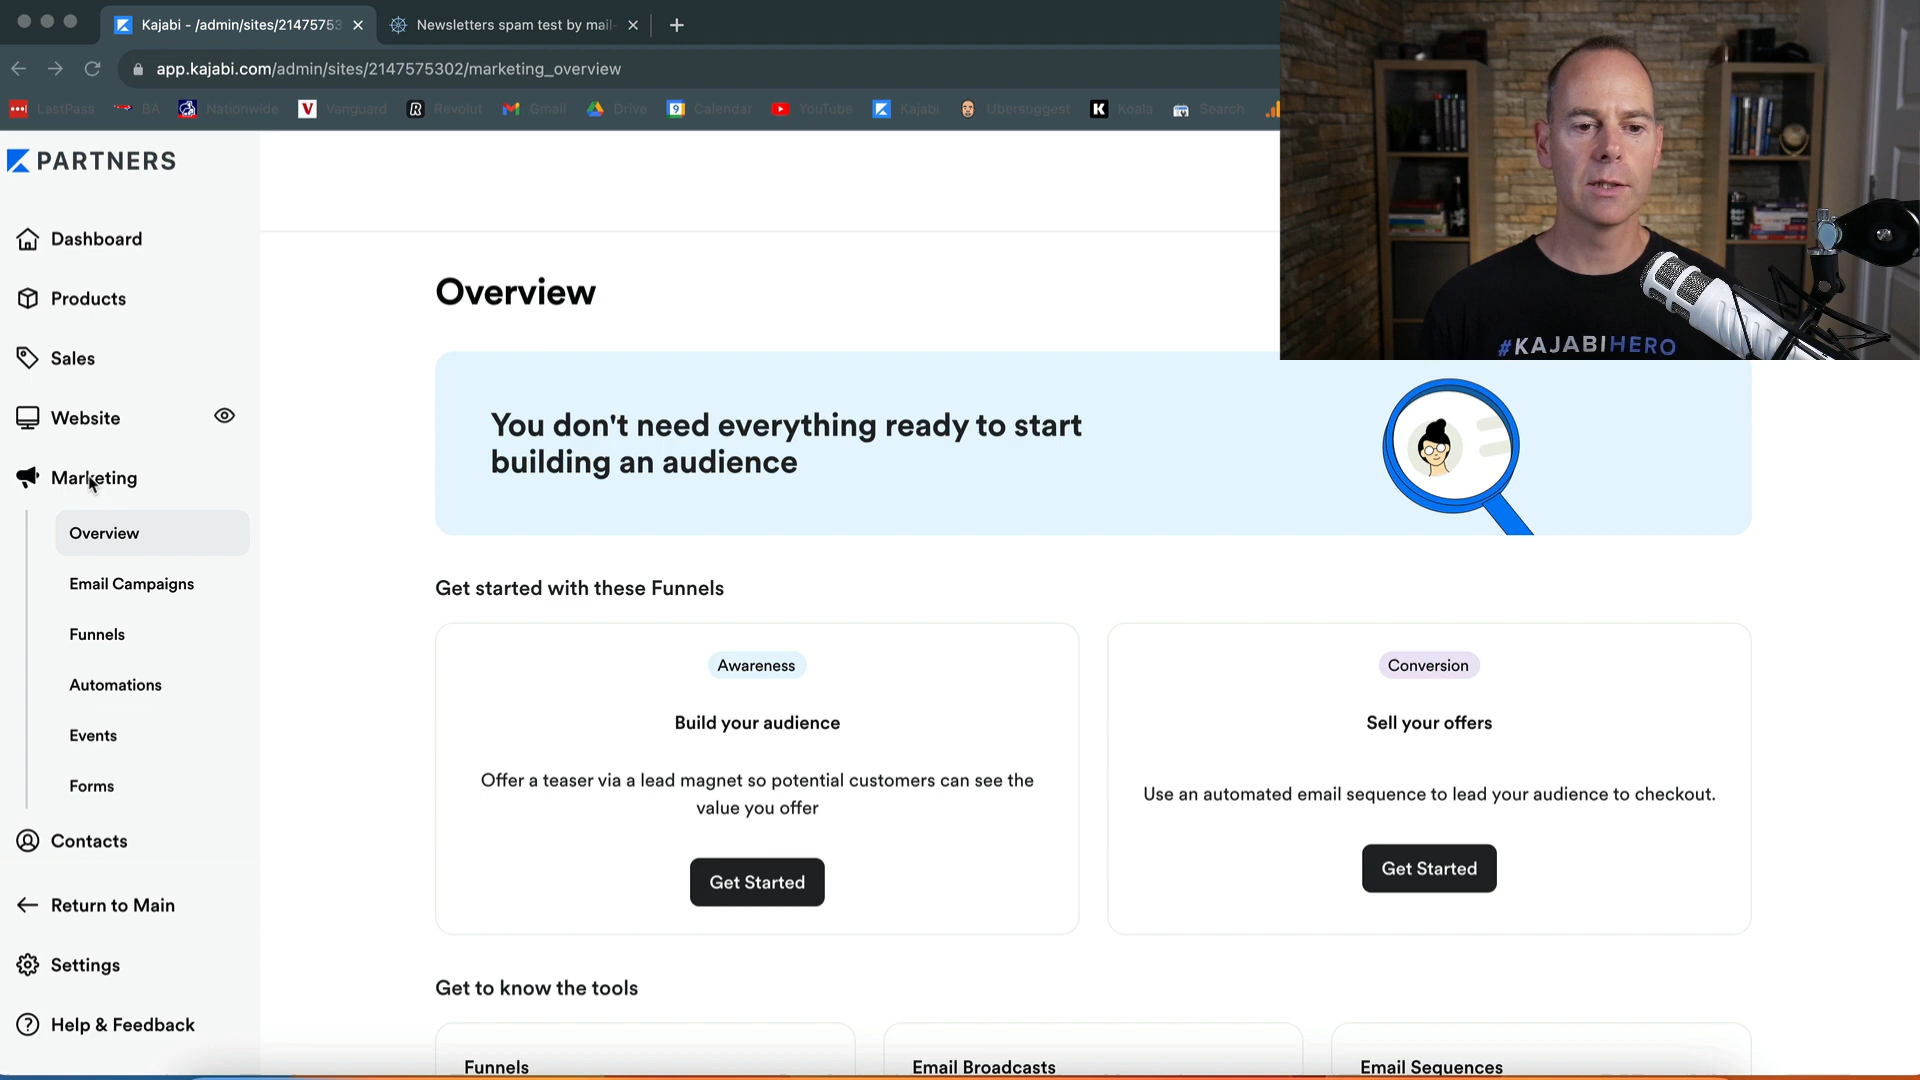 Kajabi - /admin/sites/21475753
Newsletters spam test by mail-
app.kajabi.com/admin/sites/2147575302/marketing_overview
LastPass
BA
Nationwide
Vanguard
Revolut
Gmail
Drive
Calendar
YouTube
Kajabi
Ubersuggest
Koala
Search
PARTNERS
Dashboard
Products
Sales
Website
Marketing
Overview
Email Campaigns
Funnels
Automations
Events
Forms
Contacts
Return to Main
Settings
Help & Feedback
Overview
You don't need everything ready to start
building an audience
Get started with these Funnels
Awareness
Build your audience
Offer a teaser via a lead magnet so potential customers can see the
value you offer
Get Started
Conversion
Sell your offers
Use an automated email sequence to lead your audience to checkout.
Get Started
Get to know the tools
Funnels
Email Broadcasts
Email Sequences
#KAJABIHERO